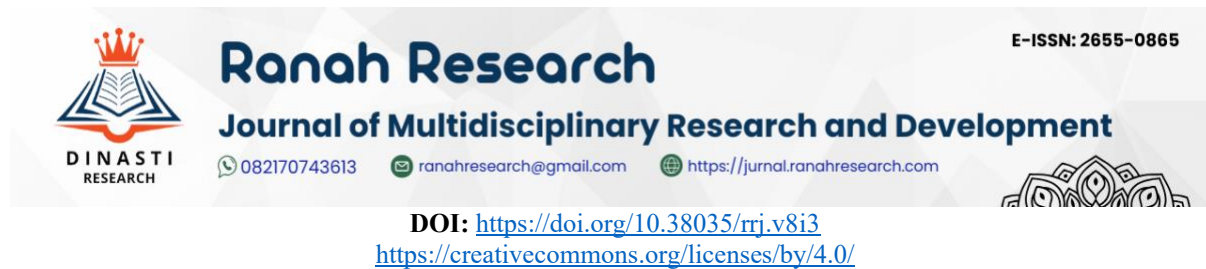 E-ISSN: 2655-0865
Ranah Research
Journal of Multidisciplinary Research and Development
DINASTI
RESEARCH
082170743613 ranahresearch@gmail.com https://jurnal.ranahresearch.com
DOI: https://doi.org/10.38035/rrj.v8i3
https://creativecommons.org/licenses/by/4.0/